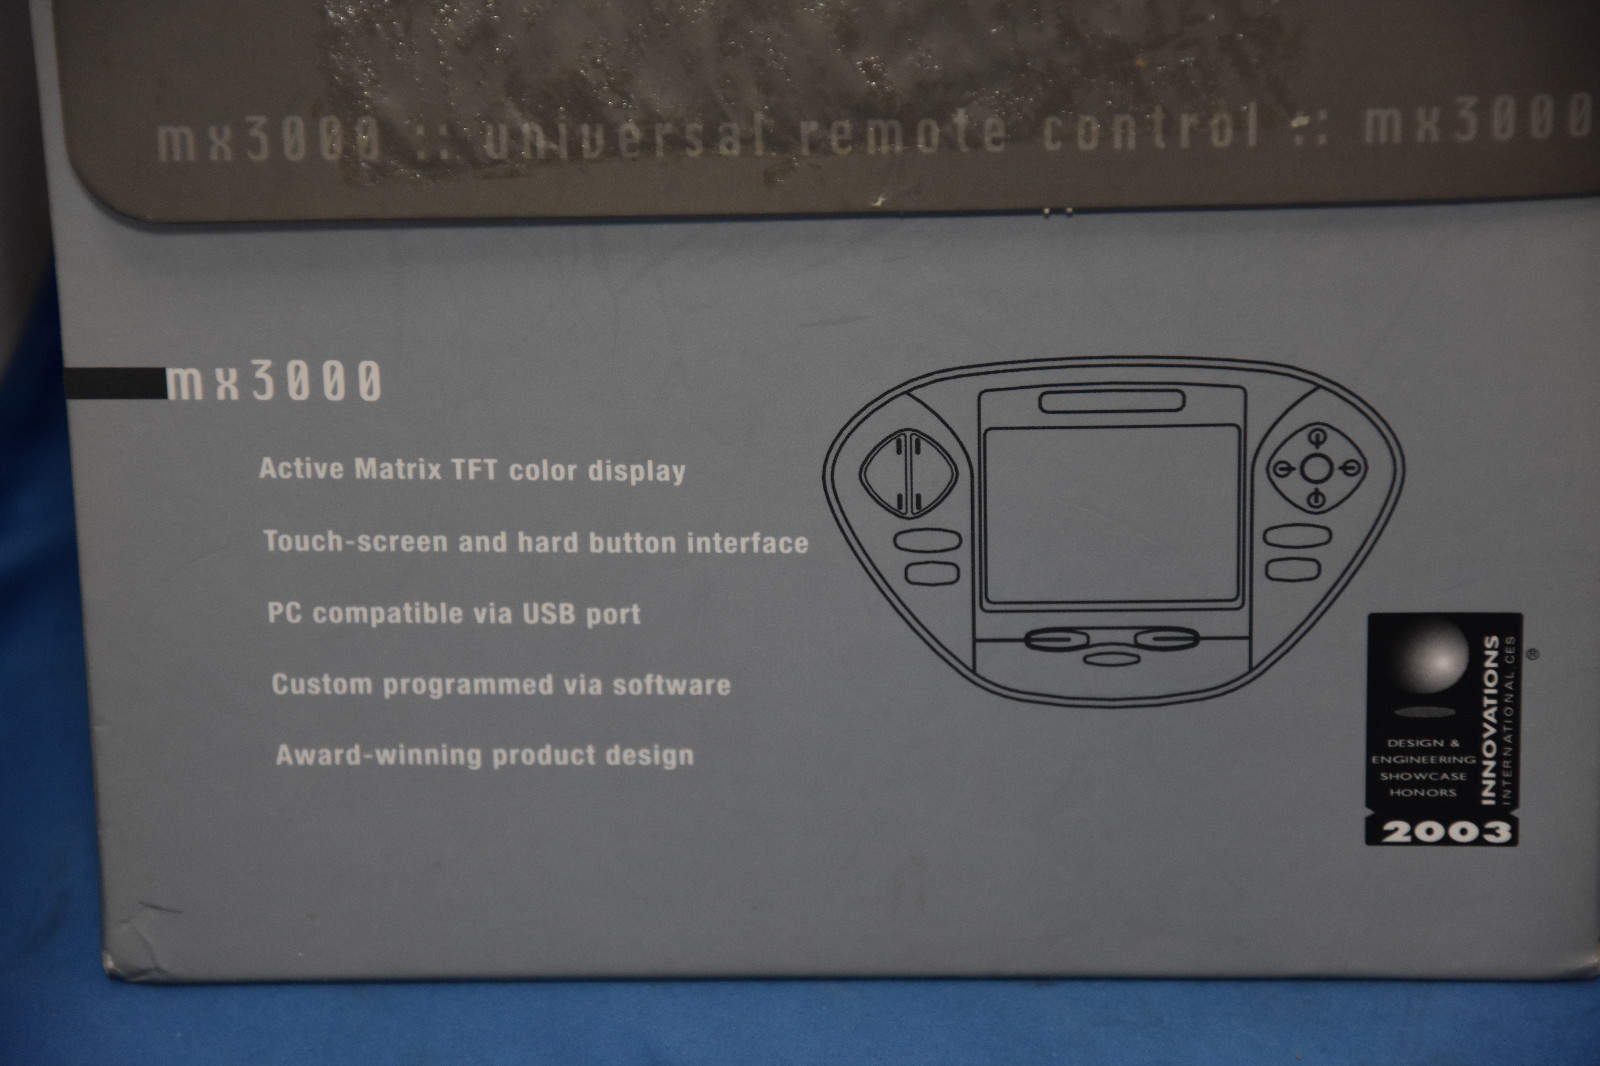 mx3000 :: universal remote control :: mx3000
mx3000
Active Matrix TFT color display
Touch-screen and hard button interface
PC compatible via USB port
Custom programmed via software
Award-winning product design
DESIGN &
ENGINEERING
SHOWCASE
HONORS
INNOVATIONS
INTERNATIONAL CES
®
2003